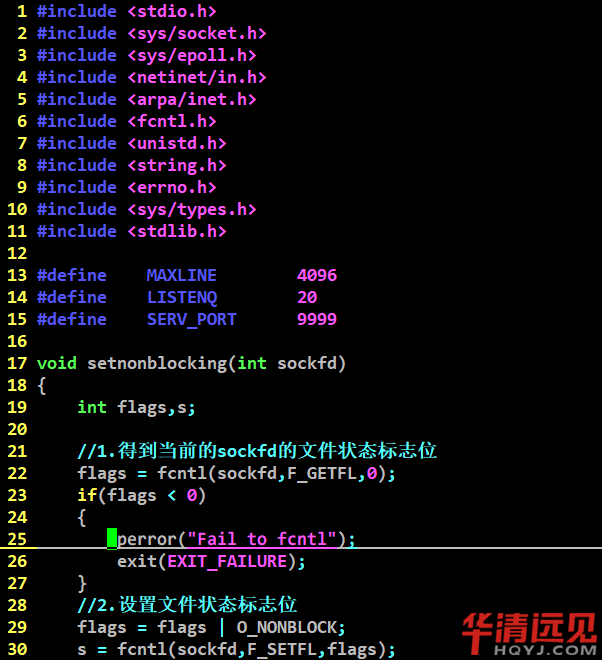 1 #include <stdio.h>
2 #include <sys/socket.h>
3 #include <sys/epoll.h>
4 #include <netinet/in.h>
5 #include <arpa/inet.h>
6 #include <fcntl.h>
7 #include <unistd.h>
8 #include <string.h>
9 #include <errno.h>
10 #include <sys/types.h>
11 #include <stdlib.h>
12
13 #define    MAXLINE        4096
14 #define    LISTENQ        20
15 #define    SERV_PORT      9999
16
17 void setnonblocking(int sockfd)
18 {
19     int flags,s;
20
21     //1.得到当前的sockfd的文件状态标志位
22     flags = fcntl(sockfd,F_GETFL,0);
23     if(flags < 0)
24     {
25         perror("Fail to fcntl");
26         exit(EXIT_FAILURE);
27     }
28     //2.设置文件状态标志位
29     flags = flags | O_NONBLOCK;
30     s = fcntl(sockfd,F_SETFL,flags);
华清远见
HQYJ.COM